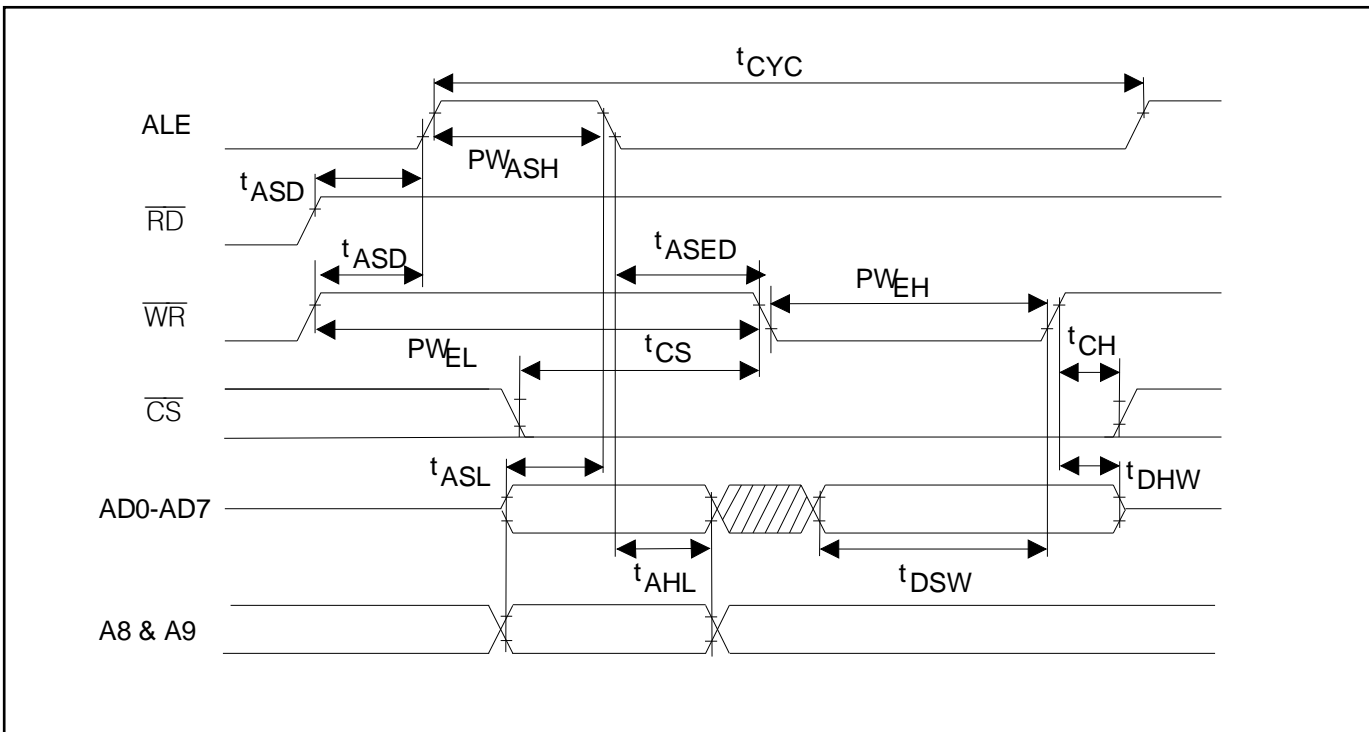 tCYC
ALE
PWASH
tASD
RD
tASD
tASED
PWEH
WR
PWEL
tCS
tCH
CS
tASL
tDHW
AD0-AD7
tAHL
tDSW
A8 & A9